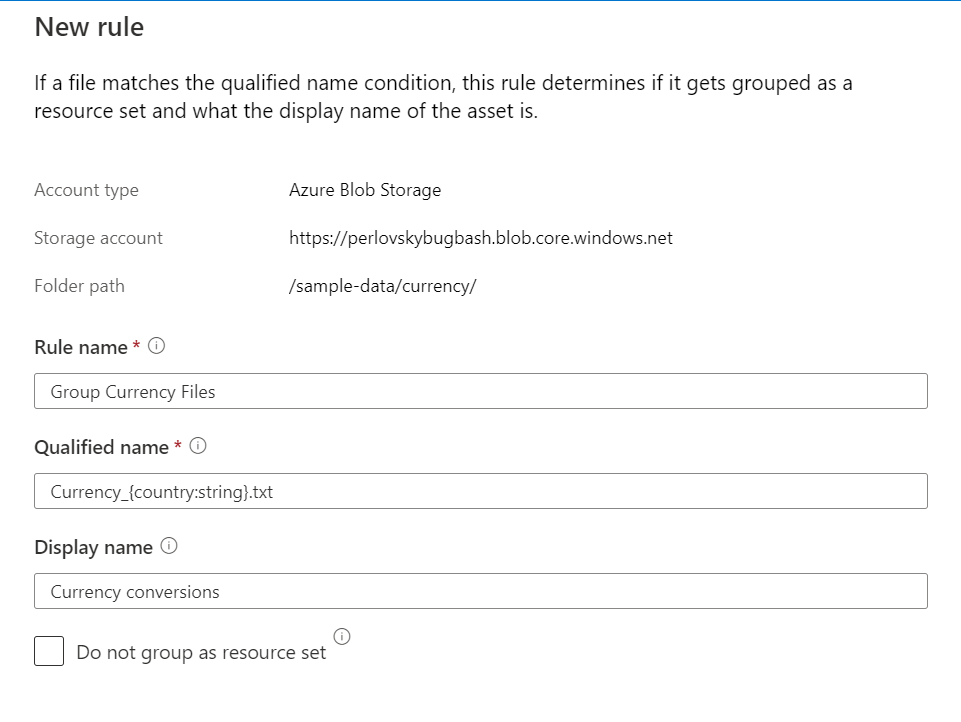 New rule
If a file matches the qualified name condition, this rule determines if it gets grouped as a
resource set and what the display name of the asset is.
Account type Azure Blob Storage
Storage account https://perlovskybugbash.blob.core.windows.net
Folder path /sample-data/currency/
Rule name *
Group Currency Files
Qualified name *
Currency_{country:string}.txt
Display name
Currency conversions
Do not group as resource set